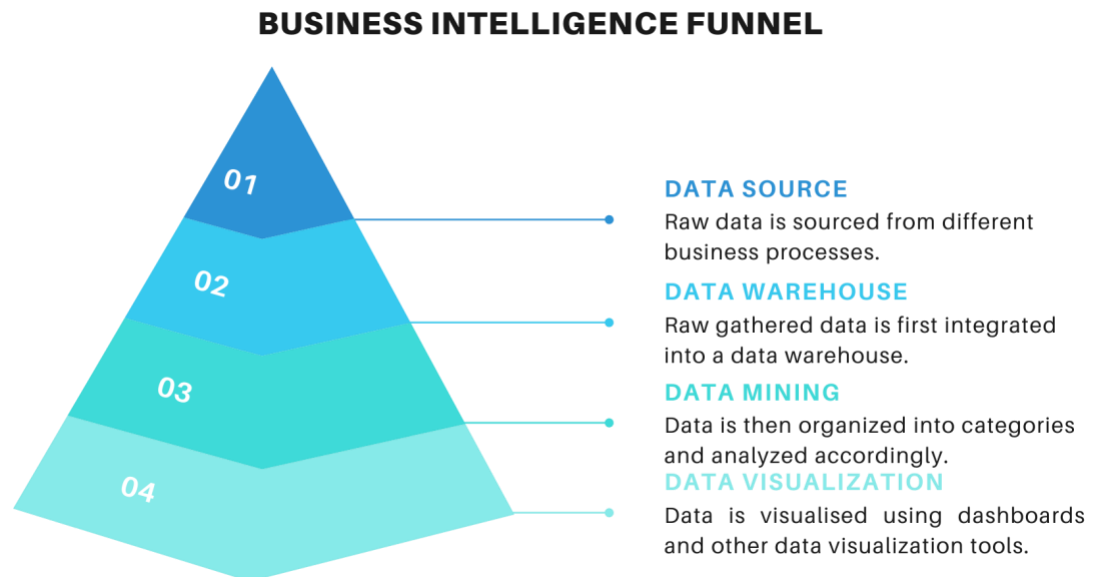 BUSINESS INTELLIGENCE FUNNEL
01
DATA SOURCE
Raw data is sourced from different
business processes.
02
DATA WAREHOUSE
Raw gathered data is first integrated
into a data warehouse.
03
DATA MINING
Data is then organized into categories
and analyzed accordingly.
04
DATA VISUALIZATION
Data is visualised using dashboards
and other data visualization tools.